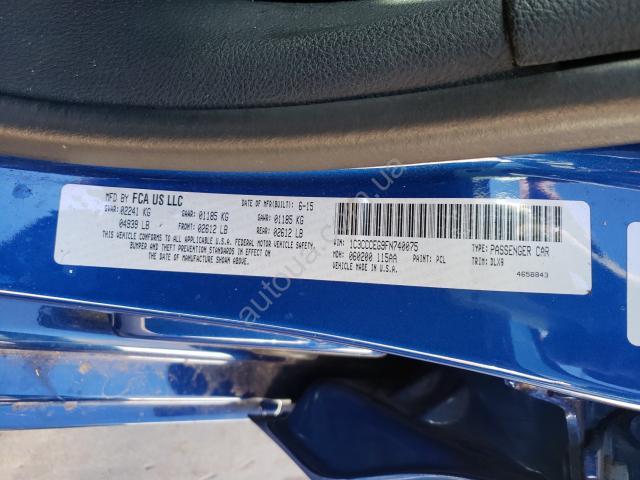 MFD BY FCA US LLC DATE OF MFR(BUILT): 6-15
GVWR: 02241 KG GAWR: 01185 KG GAWR: 01185 KG
04939 LB FRONT: 02612 LB REAR: 02612 LB
THIS VEHICLE CONFORMS TO ALL APPLICABLE U.S.A. FEDERAL MOTOR VEHICLE SAFETY,
BUMPER AND THEFT PREVENTION STANDARDS IN EFFECT ON
THE DATE OF MANUFACTURE SHOWN ABOVE.
VIN: 1C3CCCEG9FN740075 TYPE: PASSENGER CAR
MDH: 060200 115AA PAINT: PCL TRIM: DLX9
VEHICLE MADE IN U.S.A. 4658843
autoua.com.ua